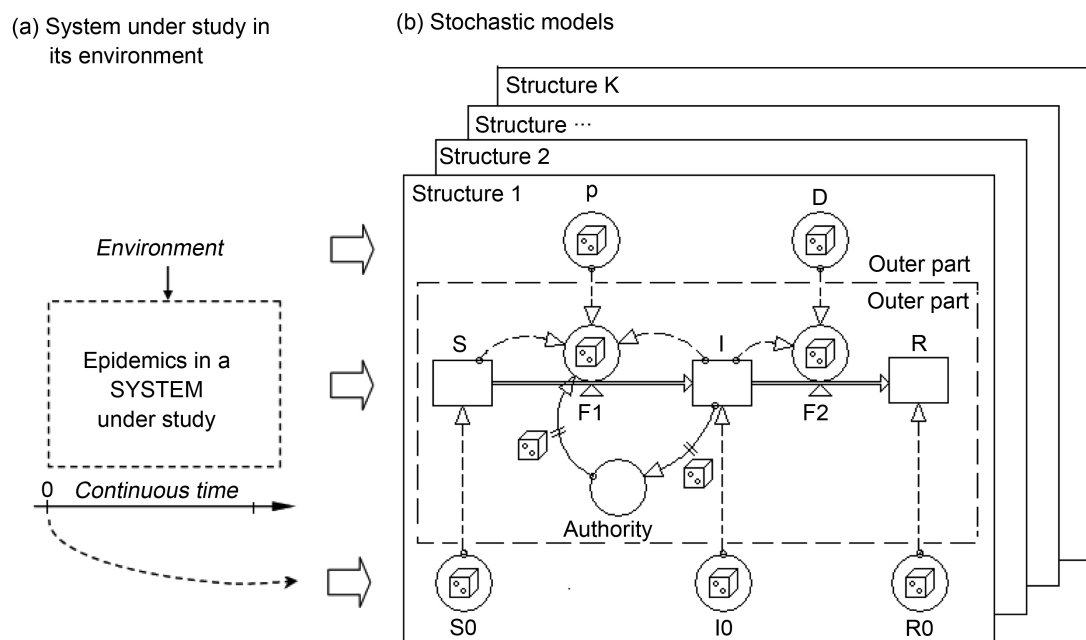 (a) System under study in
its environment
(b) Stochastic models
Structure K
Structure ···
Structure 2
Structure 1
p
D
Environment
Outer part
Outer part
Epidemics in a
SYSTEM
under study
S
I
R
F1
F2
0
Continuous time
Authority
S0
I0
R0